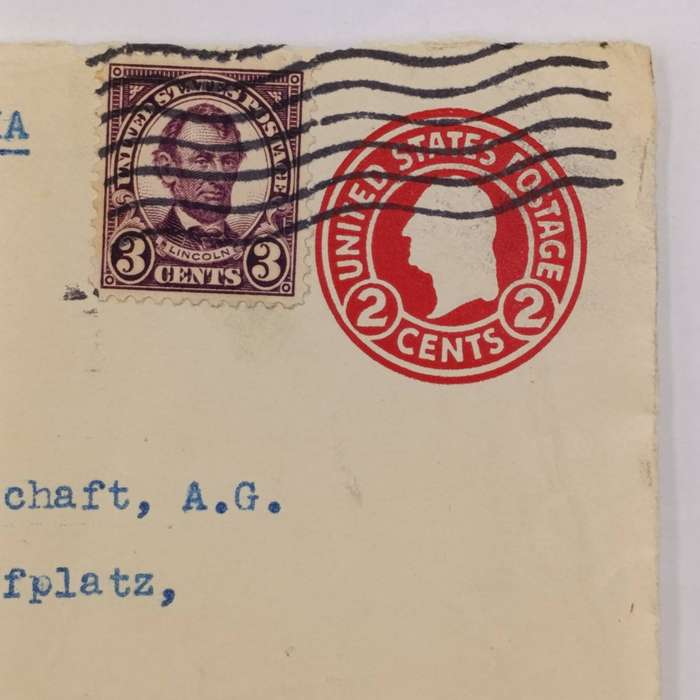 UNITED STATES POSTAGE
LINCOLN
3 CENTS 3
UNITED STATES POSTAGE
2 CENTS 2
chaft, A.G.
fplatz,